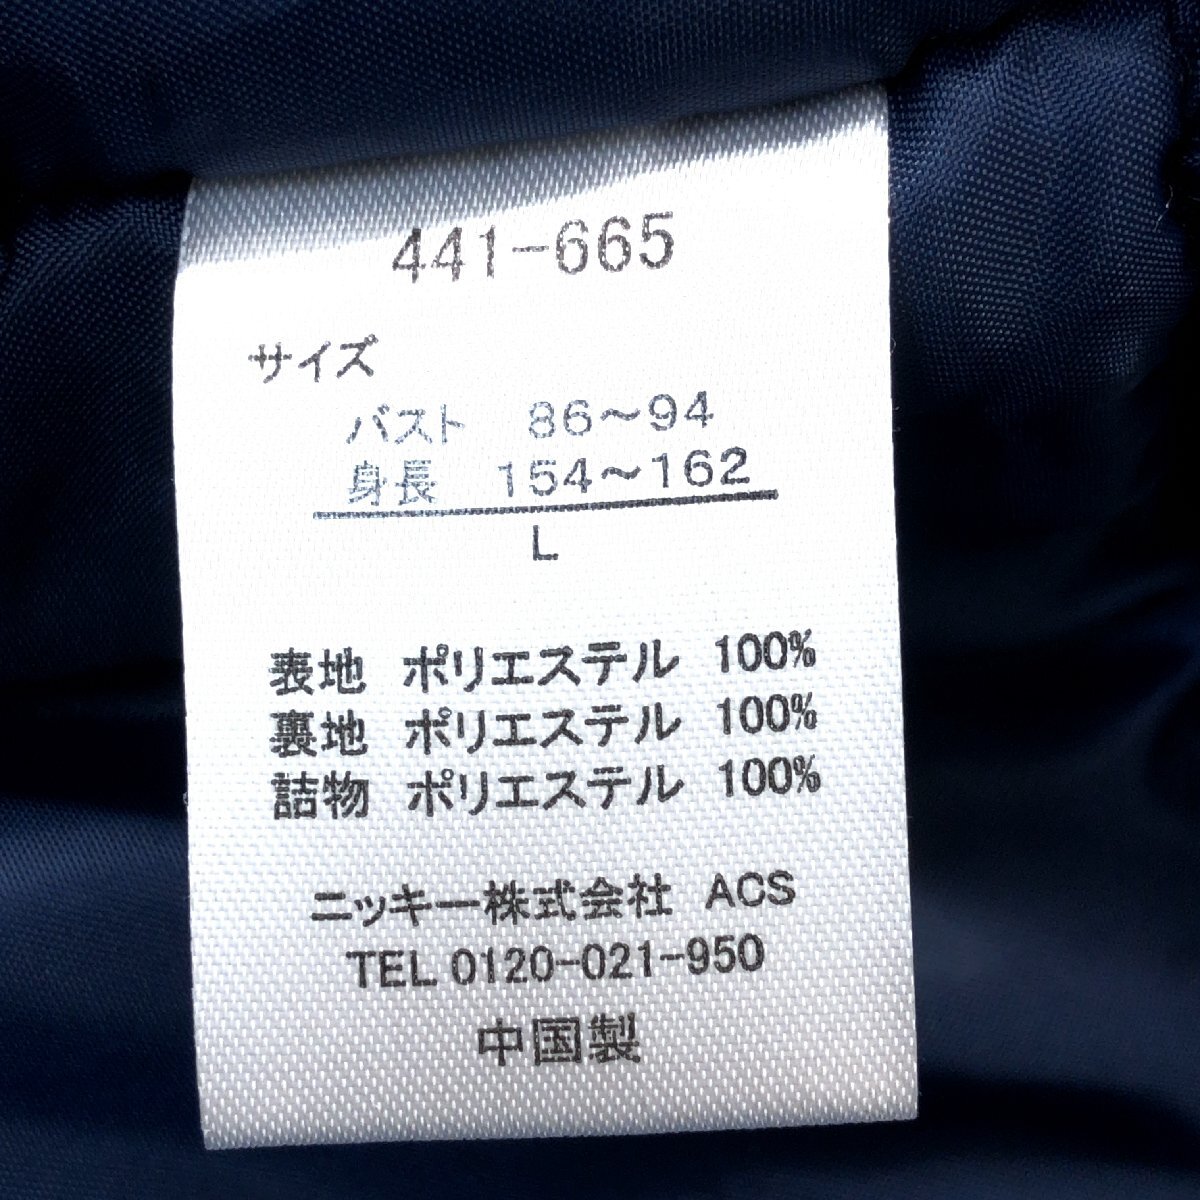 441-665
サイズ
バスト 86～94
身長 154～162
L
表地 ポリエステル 100%
裏地 ポリエステル 100%
詰物 ポリエステル 100%
ニッキー株式会社 ACS
TEL 0120-021-950
中国製